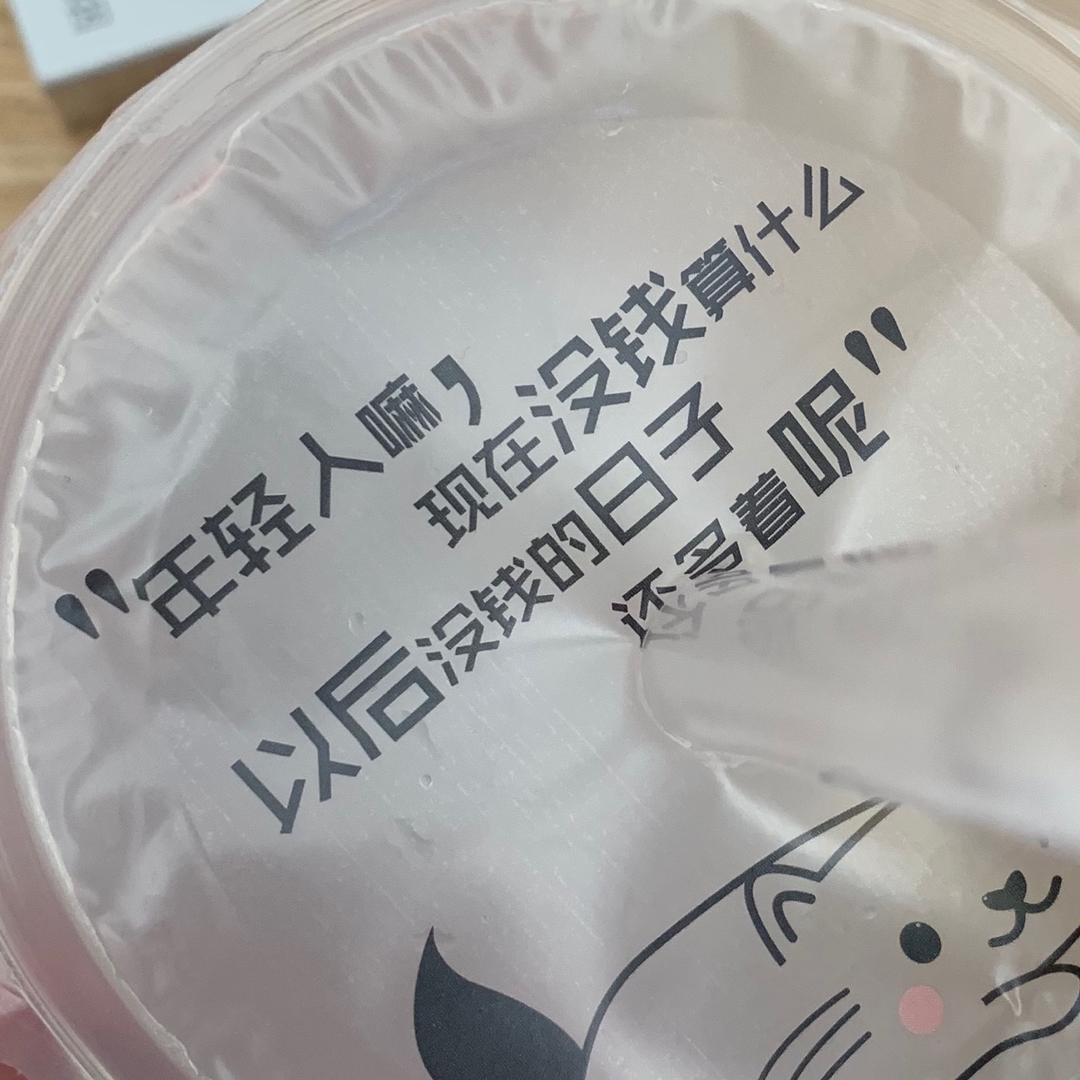 "年轻人嘛，
现在没钱算什么
以后没钱的日子
还多着呢"